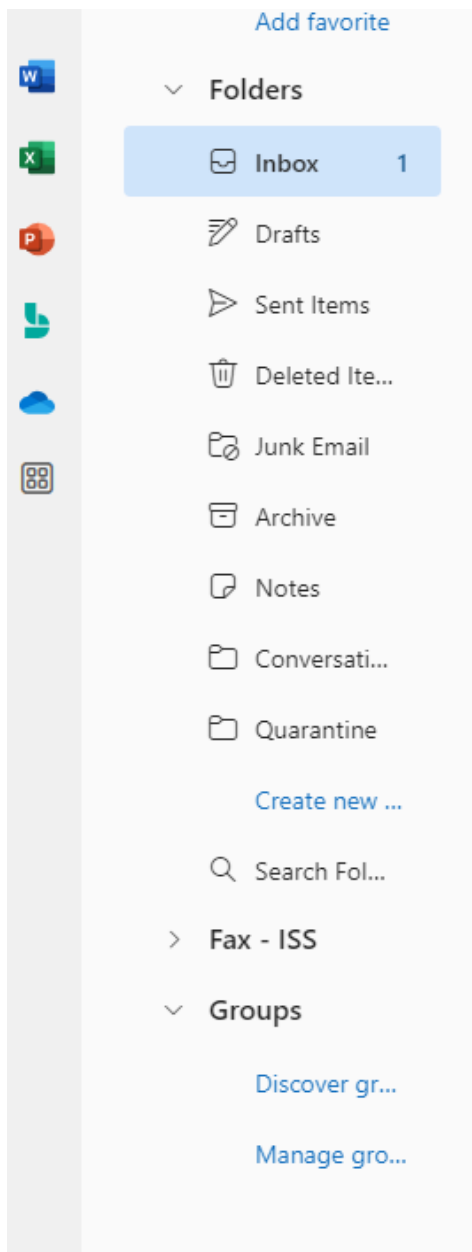 Add favorite
Folders
Inbox 1
Drafts
Sent Items
Deleted Ite...
Junk Email
Archive
Notes
Conversati...
Quarantine
Create new ...
Search Fol...
Fax - ISS
Groups
Discover gr...
Manage gro...